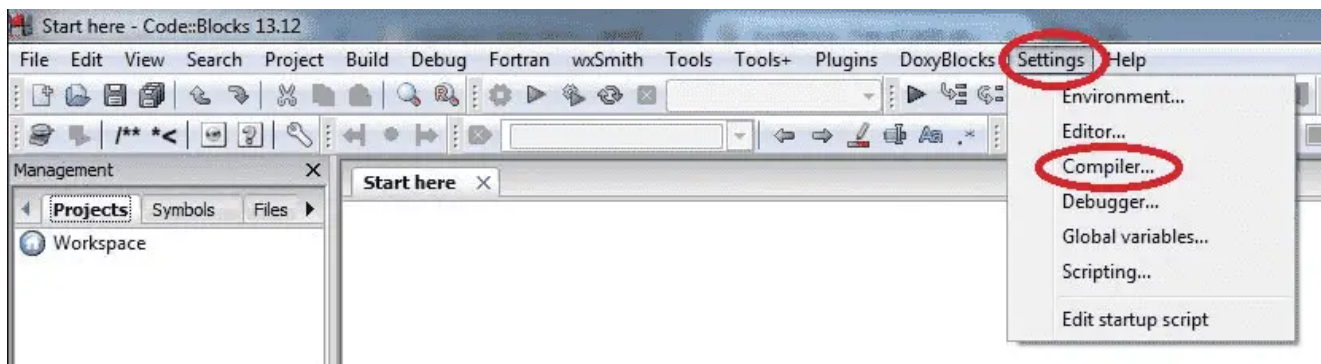 Start here - Code::Blocks 13.12
File Edit View Search Project Build Debug Fortran wxSmith Tools Tools+ Plugins DoxyBlocks Settings Help
/** *<
Aa .*
Management X
Projects Symbols Files
Start here
Workspace
Environment...
Editor...
Compiler...
Debugger...
Global variables...
Scripting...
Edit startup script